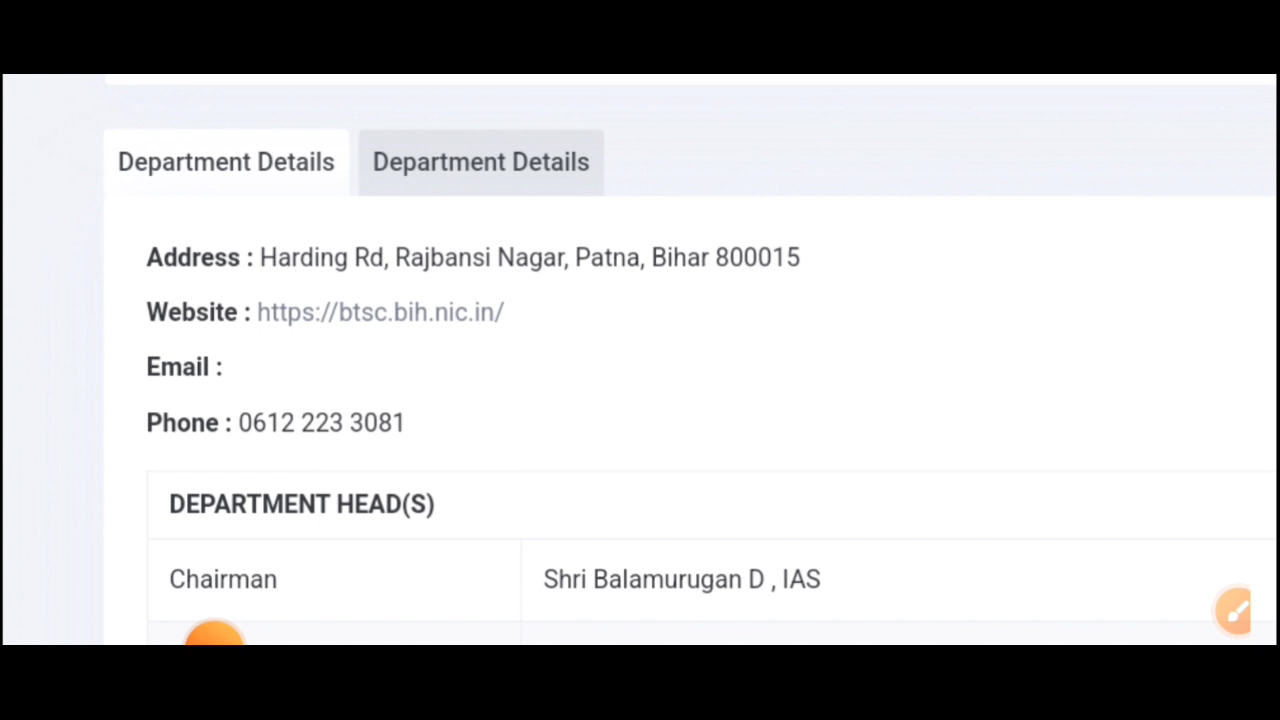 Department Details
Department Details
Address : Harding Rd, Rajbansi Nagar, Patna, Bihar 800015
Website : https://btsc.bih.nic.in/
Email :
Phone : 0612 223 3081
DEPARTMENT HEAD(S)
Chairman
Shri Balamurugan D , IAS